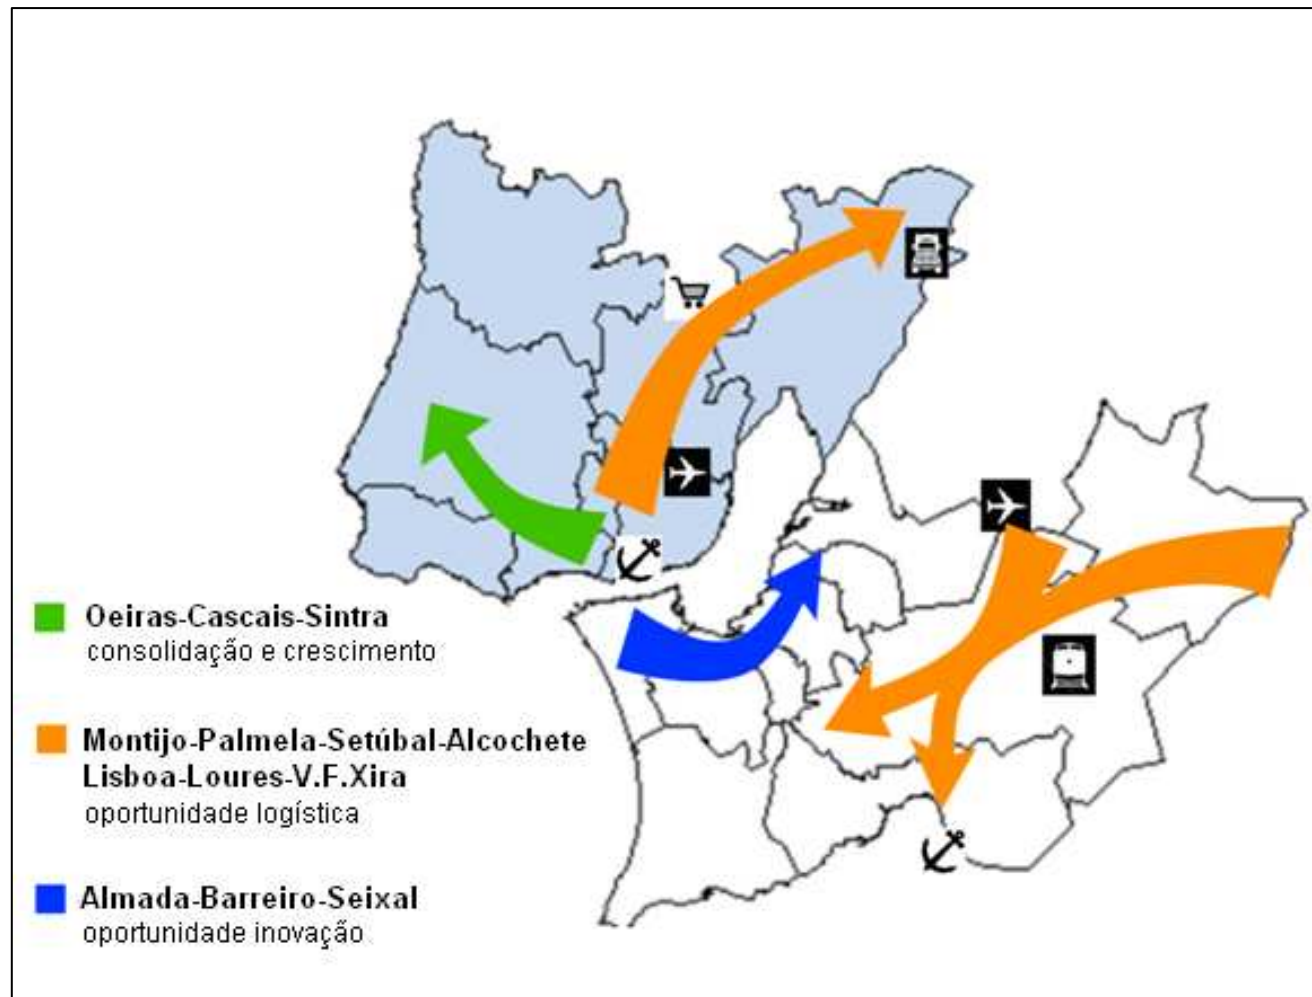 Oeiras-Cascais-Sintra
consolidação e crescimento
Montijo-Palmela-Setúbal-Alcochete
Lisboa-Loures-V.F.Xira
oportunidade logística
Almada-Barreiro-Seixal
oportunidade inovação